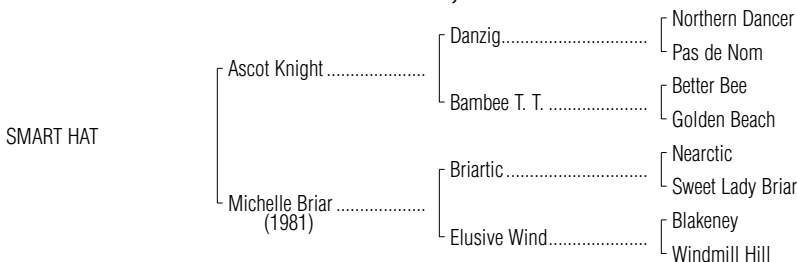 Northern Dancer
Danzig..............................
Pas de Nom
Ascot Knight .....................
Better Bee
Bambee T. T. ....................
Golden Beach
SMART HAT
Nearctic
Briartic .............................
Sweet Lady Briar
Michelle Briar ...................
(1981)
Blakeney
Elusive Wind.....................
Windmill Hill